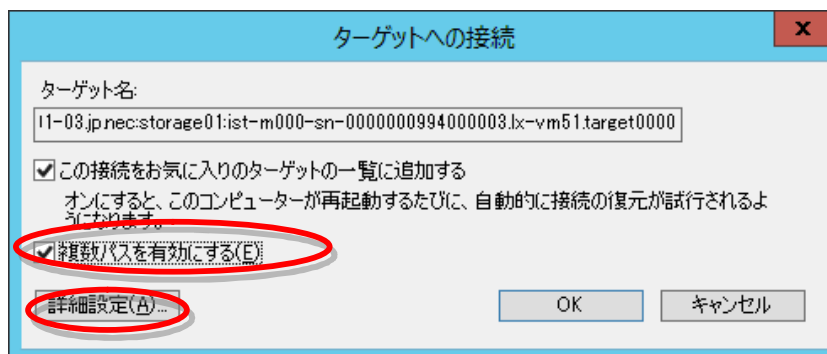 ターゲットへの接続
x
ターゲット名:
l1-03.jp.nec:storage01:ist-m000-sn-0000000994000003.lx-vm51.target0000
この接続をお気に入りのターゲットの一覧に追加する
オンにすると、このコンピューターが再起動するたびに、自動的に接続の復元が試行されるよ
うになります。
複数パスを有効にする(E)
詳細設定(A)...
OK
キャンセル